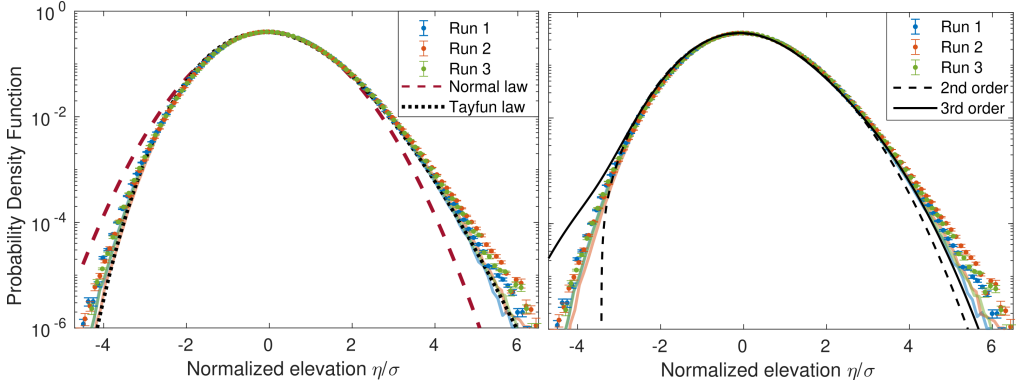 10^0
10^-2
10^-4
10^-6
Probability Density Function
-4
-2
0
2
4
6
Normalized elevation η/σ
Run 1
Run 2
Run 3
Normal law
Tayfun law
-4
-2
0
2
4
6
Normalized elevation η/σ
Run 1
Run 2
Run 3
2nd order
3rd order